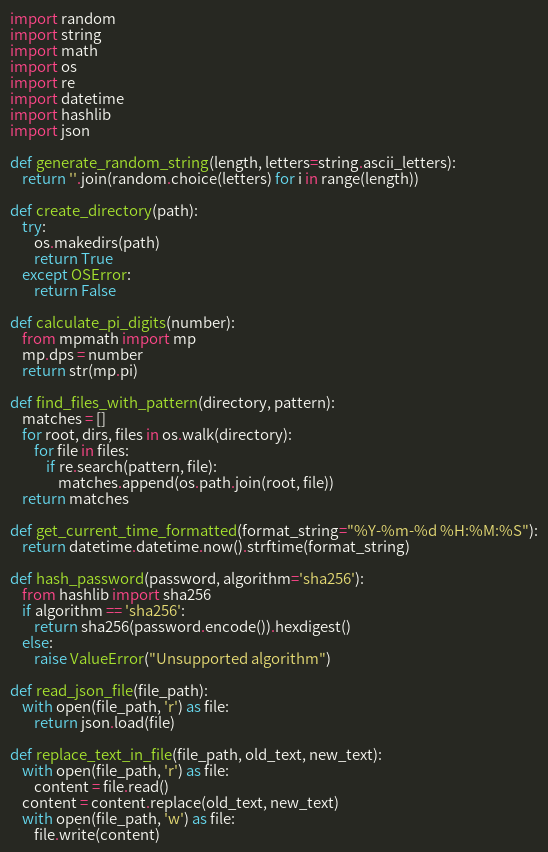 import random
import string
import math
import os
import re
import datetime
import hashlib
import json

def generate_random_string(length, letters=string.ascii_letters):
    return ''.join(random.choice(letters) for i in range(length))

def create_directory(path):
    try:
        os.makedirs(path)
        return True
    except OSError:
        return False

def calculate_pi_digits(number):
    from mpmath import mp
    mp.dps = number
    return str(mp.pi)

def find_files_with_pattern(directory, pattern):
    matches = []
    for root, dirs, files in os.walk(directory):
        for file in files:
            if re.search(pattern, file):
                matches.append(os.path.join(root, file))
    return matches

def get_current_time_formatted(format_string="%Y-%m-%d %H:%M:%S"):
    return datetime.datetime.now().strftime(format_string)

def hash_password(password, algorithm='sha256'):
    from hashlib import sha256
    if algorithm == 'sha256':
        return sha256(password.encode()).hexdigest()
    else:
        raise ValueError("Unsupported algorithm")

def read_json_file(file_path):
    with open(file_path, 'r') as file:
        return json.load(file)

def replace_text_in_file(file_path, old_text, new_text):
    with open(file_path, 'r') as file:
        content = file.read()
    content = content.replace(old_text, new_text)
    with open(file_path, 'w') as file:
        file.write(content)